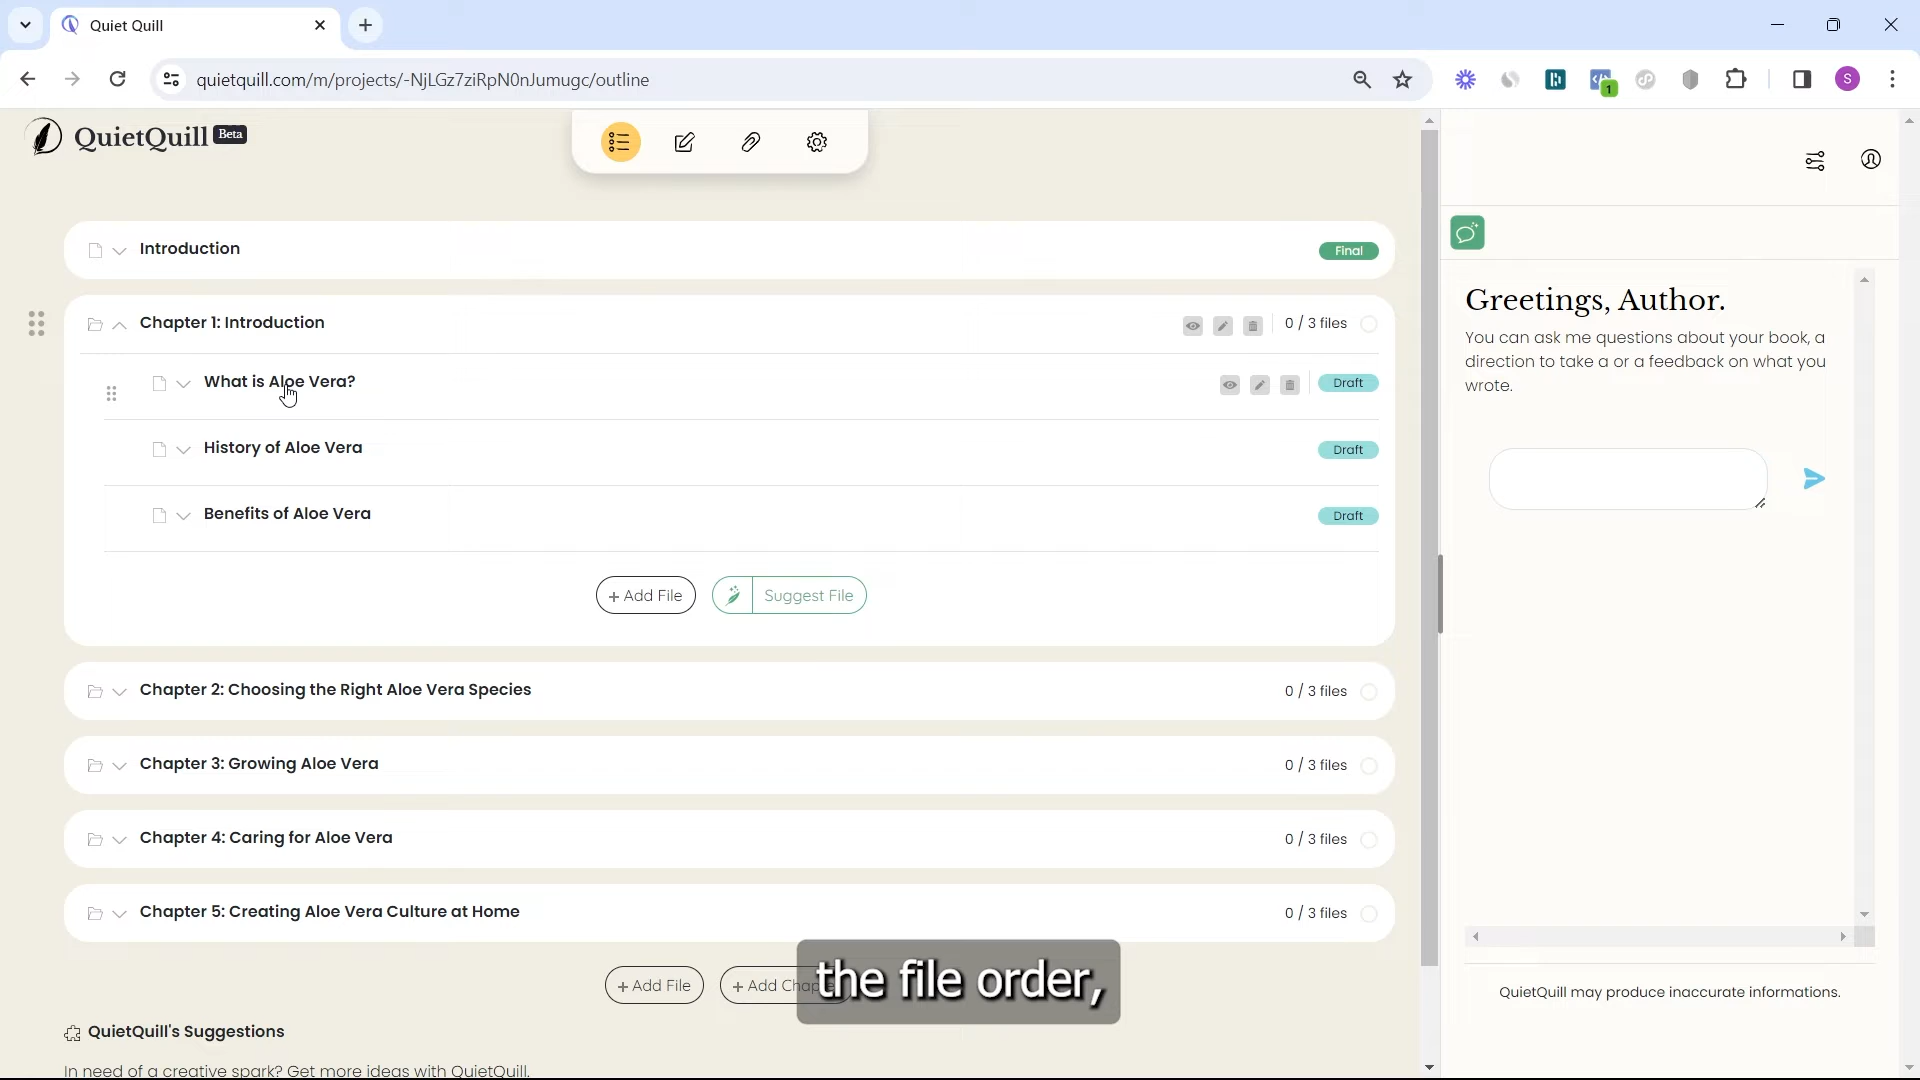 Quiet Quill
quietquill.com/m/projects/-NjLGz7ziRpN0nJumugc/outline
1
S
QuietQuill Beta
Introduction
Final
Chapter 1: Introduction
0 / 3 files
What is Aloe Vera?
Draft
History of Aloe Vera
Draft
Benefits of Aloe Vera
Draft
+ Add File
Suggest File
Chapter 2: Choosing the Right Aloe Vera Species
0 / 3 files
Chapter 3: Growing Aloe Vera
0 / 3 files
Chapter 4: Caring for Aloe Vera
0 / 3 files
Chapter 5: Creating Aloe Vera Culture at Home
0 / 3 files
+ Add File
+ Add Chapte
the file order,
QuietQuill's Suggestions
In need of a creative spark? Get more ideas with QuietQuill.
Greetings, Author.
You can ask me questions about your book, a
direction to take a or a feedback on what you
wrote.
QuietQuill may produce inaccurate informations.